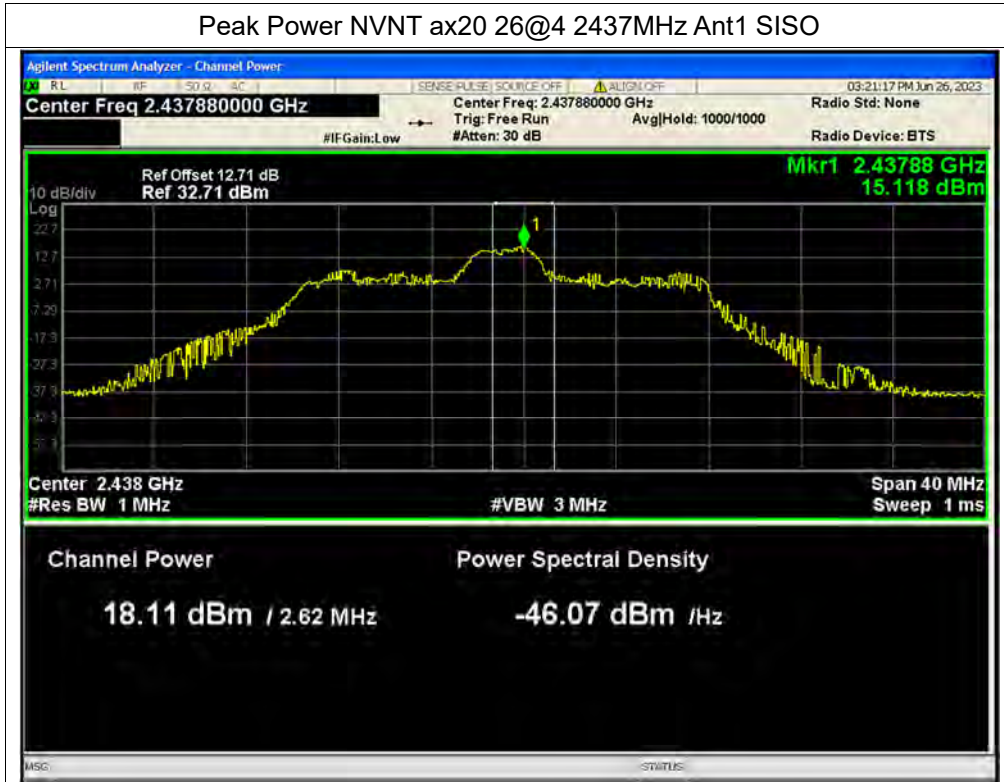 Peak Power NVNT ax20 26@4 2437MHz Ant1 SISO
Agilent Spectrum Analyzer - Channel Power
RL RF 50 Ω AC SENSE:PULSE SOURCE OFF ALIGN OFF 03:21:17 PM Jun 26, 2023
Center Freq 2.437880000 GHz Center Freq: 2.437880000 GHz Radio Std: None
Trig: Free Run Avg|Hold: 1000/1000
#IFGain:Low #Atten: 30 dB Radio Device: BTS
Mkr1 2.43788 GHz
Ref Offset 12.71 dB 15.118 dBm
10 dB/div Ref 32.71 dBm
Log
22.7
1
12.7
2.71
-7.29
-17.3
-27.3
-37.3
Center 2.438 GHz Span 40 MHz
#Res BW 1 MHz #VBW 3 MHz Sweep 1 ms
Channel Power Power Spectral Density
18.11 dBm / 2.62 MHz -46.07 dBm /Hz
MSG STATUS